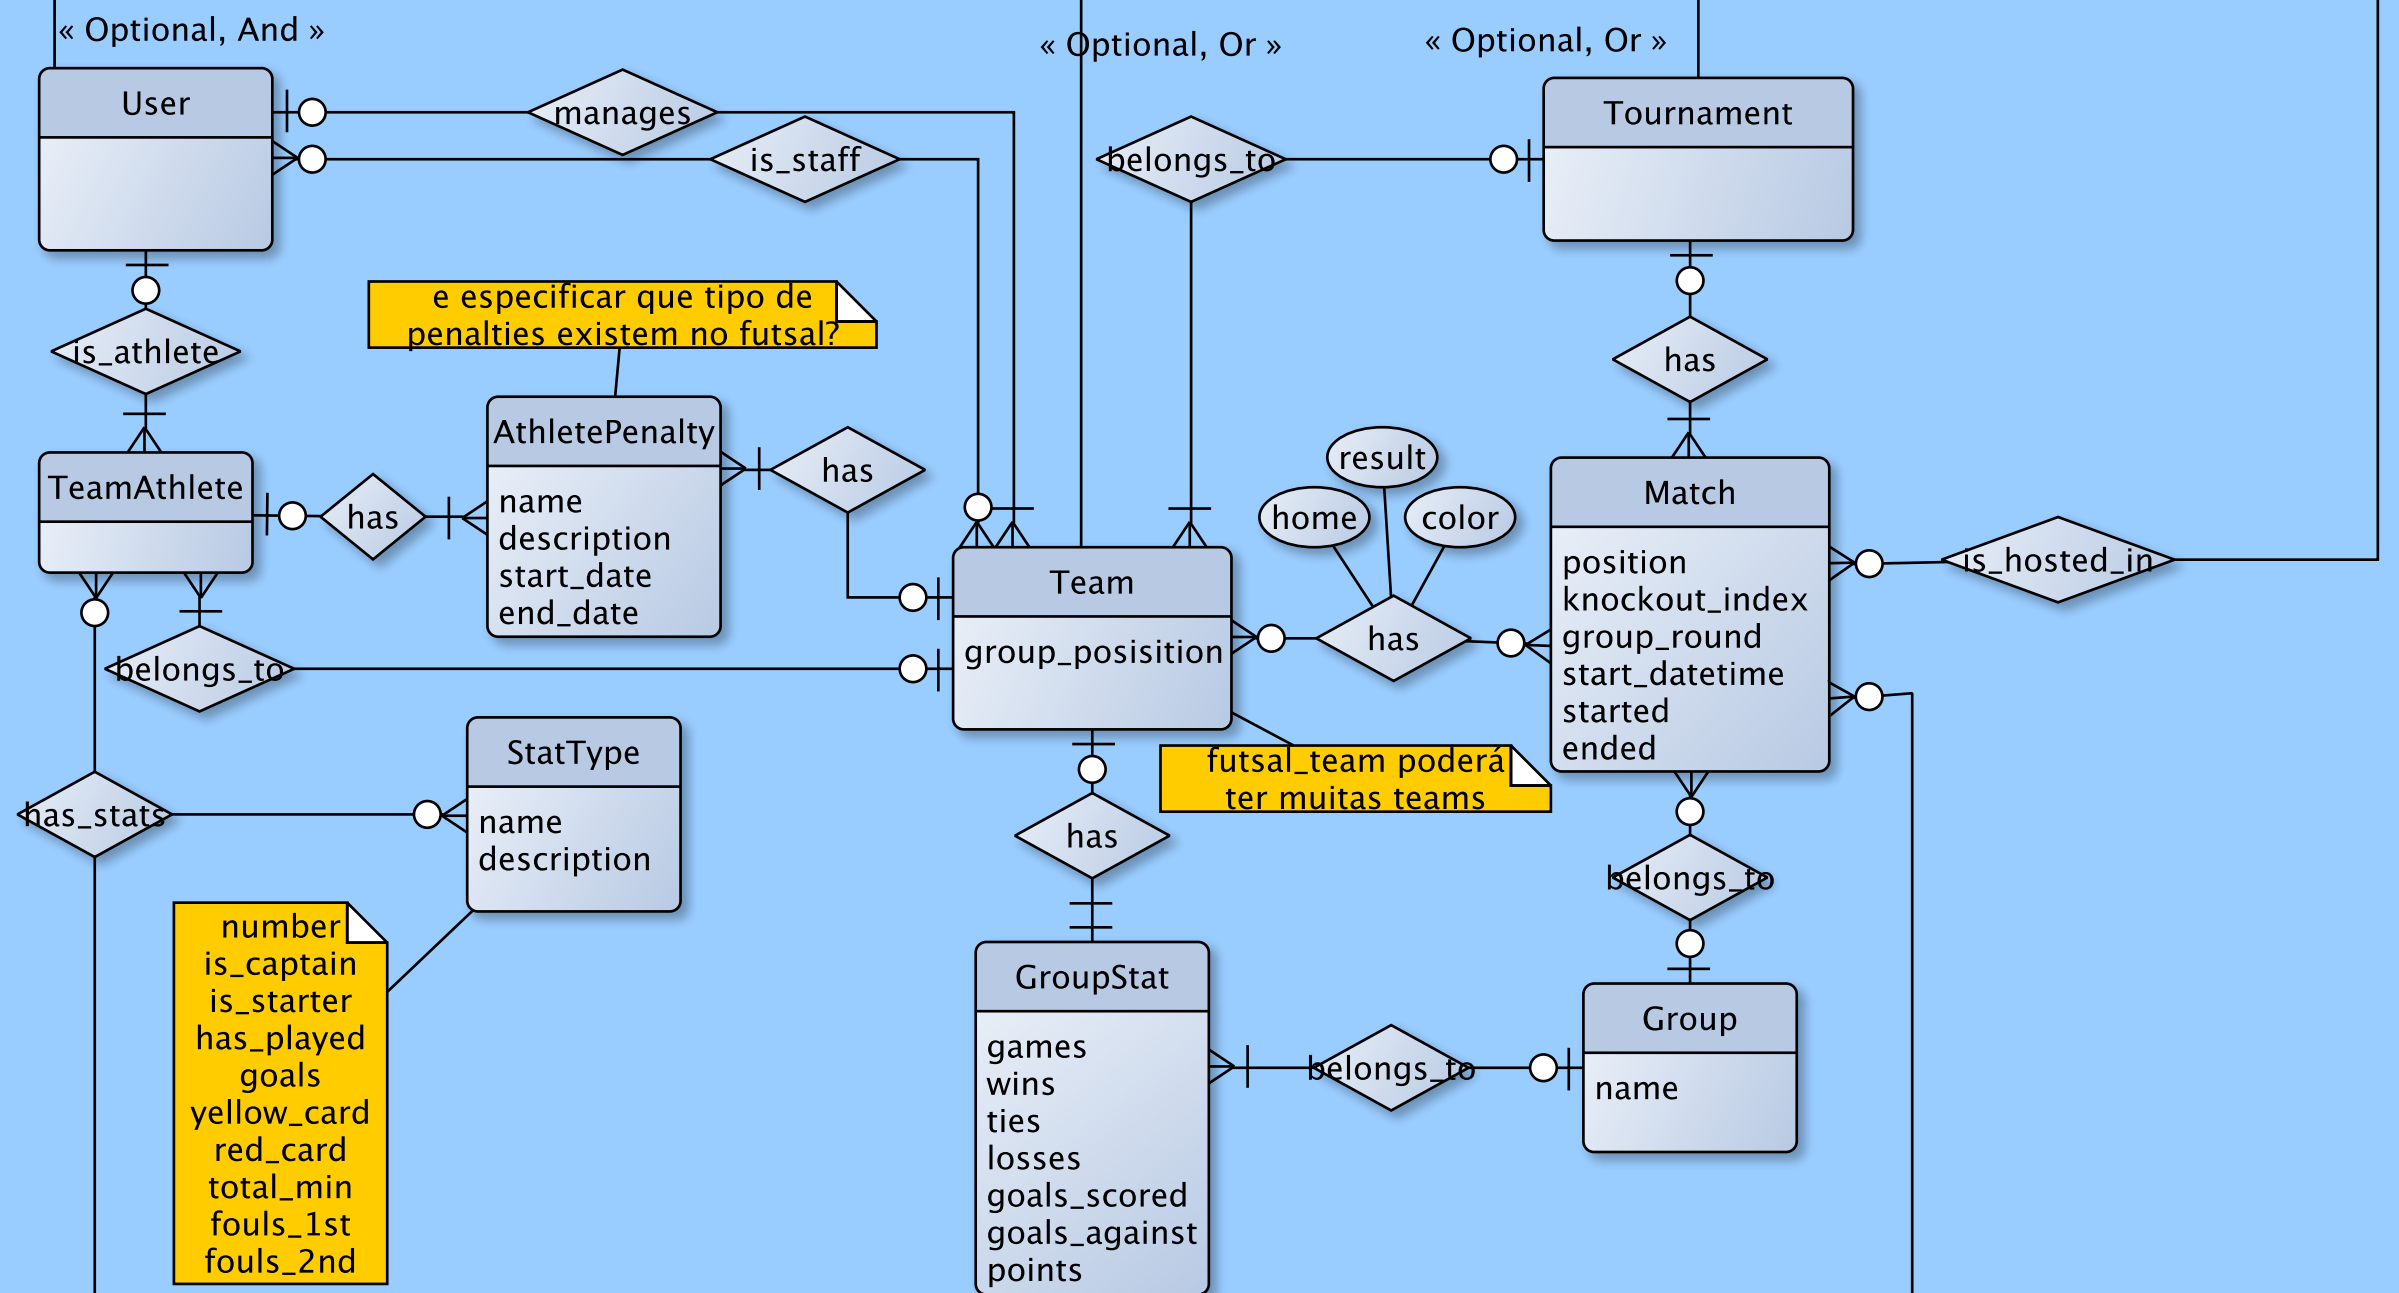 « Optional, And »
« Optional, Or »
« Optional, Or »
User
manages
is_staff
belongs_to
Tournament
is_athlete
e especificar que tipo de
penalties existem no futsal?
has
TeamAthlete
has
AthletePenalty
name
description
start_date
end_date
has
belongs_to
Team
group_posisition
result
home
color
has
Match
position
knockout_index
group_round
start_datetime
started
ended
is_hosted_in
has_stats
StatType
name
description
futsal_team poderá
ter muitas teams
has
belongs_to
number
is_captain
is_starter
has_played
goals
yellow_card
red_card
total_min
fouls_1st
fouls_2nd
GroupStat
games
wins
ties
losses
goals_scored
goals_against
points
belongs_to
Group
name